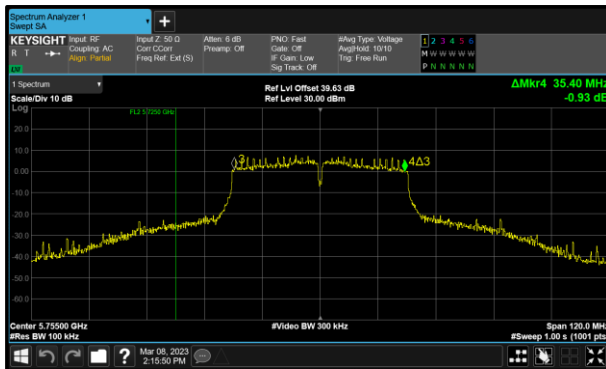 Spectrum Analyzer 1
Swept SA
KEYSIGHT
R T
Input: RF
Coupling: AC
Align: Partial
Input Z: 50 Ω
Corr CCorr
Freq Ref: Ext (S)
Atten: 6 dB
Preamp: Off
PNO: Fast
Gate: Off
IF Gain: Low
Sig Track: Off
#Avg Type: Voltage
Avg|Hold: 10/10
Trig: Free Run
1 2 3 4 5 6
M W W W W W
P N N N N N
1 Spectrum
Scale/Div 10 dB
Ref Lvl Offset 39.63 dB
Ref Level 30.00 dBm
ΔMkr4 35.40 MHz
-0.93 dB
Log
FL2 5.7250 GHz
20.0
10.0
0.00
-10.0
-20.0
-30.0
-40.0
-50.0
-60.0
3
4Δ3
Center 5.75500 GHz
#Res BW 100 kHz
#Video BW 300 kHz
Span 120.0 MHz
#Sweep 1.00 s (1001 pts)
?
Mar 08, 2023
2:15:50 PM